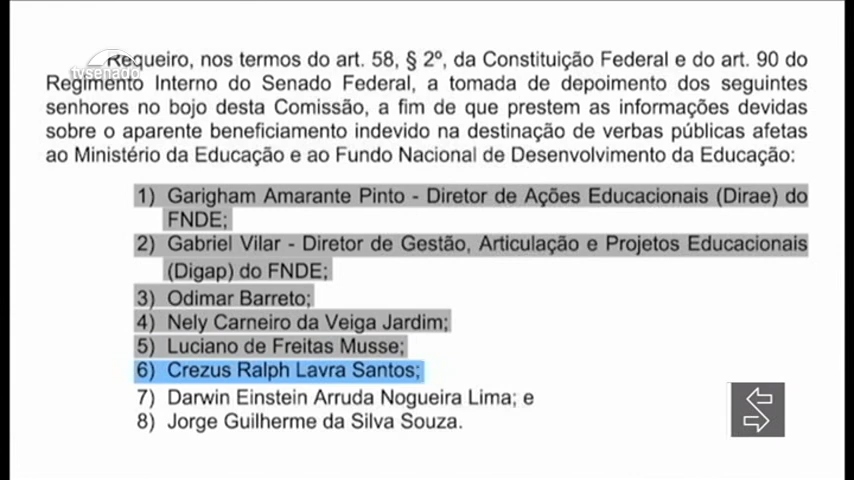 Requeiro, nos termos do art. 58, § 2º, da Constituição Federal e do art. 90 do
tvsenado
Regimento Interno do Senado Federal, a tomada de depoimento dos seguintes
senhores no bojo desta Comissão, a fim de que prestem as informações devidas
sobre o aparente beneficiamento indevido na destinação de verbas públicas afetas
ao Ministério da Educação e ao Fundo Nacional de Desenvolvimento da Educação:
1) Garigham Amarante Pinto - Diretor de Ações Educacionais (Dirae) do
FNDE;
2) Gabriel Vilar - Diretor de Gestão, Articulação e Projetos Educacionais
(Digap) do FNDE;
3) Odimar Barreto;
4) Nely Carneiro da Veiga Jardim;
5) Luciano de Freitas Musse;
6) Crezus Ralph Lavra Santos;
7) Darwin Einstein Arruda Nogueira Lima; e
8) Jorge Guilherme da Silva Souza.